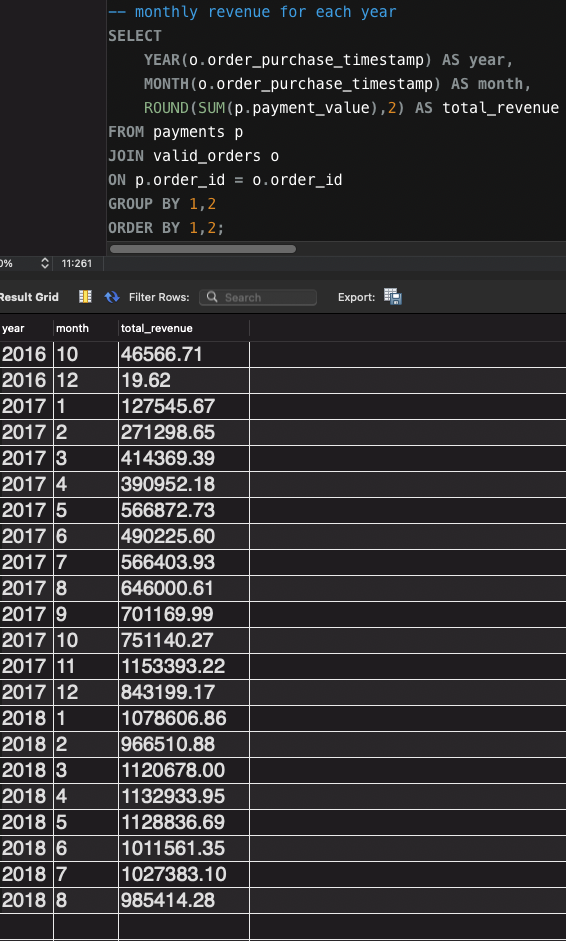 -- monthly revenue for each year
SELECT
YEAR(o.order_purchase_timestamp) AS year,
MONTH(o.order_purchase_timestamp) AS month,
ROUND(SUM(p.payment_value),2) AS total_revenue
FROM payments p
JOIN valid_orders o
ON p.order_id = o.order_id
GROUP BY 1,2
ORDER BY 1,2;
0% 11:261
Result Grid Filter Rows: Search Export:
year month total_revenue
2016 10 46566.71
2016 12 19.62
2017 1 127545.67
2017 2 271298.65
2017 3 414369.39
2017 4 390952.18
2017 5 566872.73
2017 6 490225.60
2017 7 566403.93
2017 8 646000.61
2017 9 701169.99
2017 10 751140.27
2017 11 1153393.22
2017 12 843199.17
2018 1 1078606.86
2018 2 966510.88
2018 3 1120678.00
2018 4 1132933.95
2018 5 1128836.69
2018 6 1011561.35
2018 7 1027383.10
2018 8 985414.28